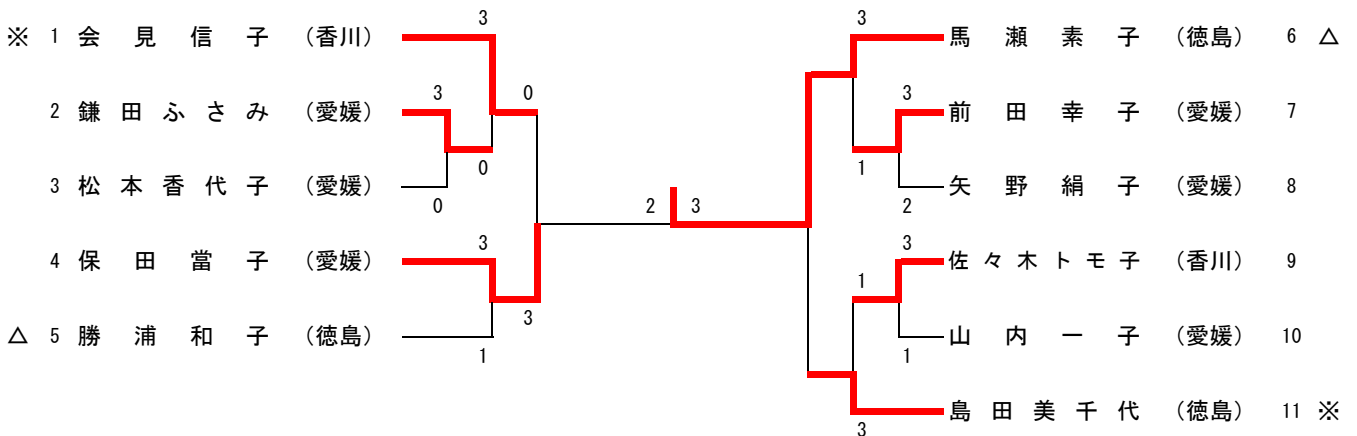 3 3
※ 1 会見信子 (香川) 馬瀬素子 (徳島) 6 △
3 0 3
2 鎌田ふさみ (愛媛) 前田幸子 (愛媛) 7
0 1
3 松本香代子 (愛媛) 矢野絹子 (愛媛) 8
0 2 3 2
3 3
4 保田當子 (愛媛) 佐々木トモ子 (香川) 9
1
3
△ 5 勝浦和子 (徳島) 山内一子 (愛媛) 10
1 1
島田美千代 (徳島) 11 ※
3